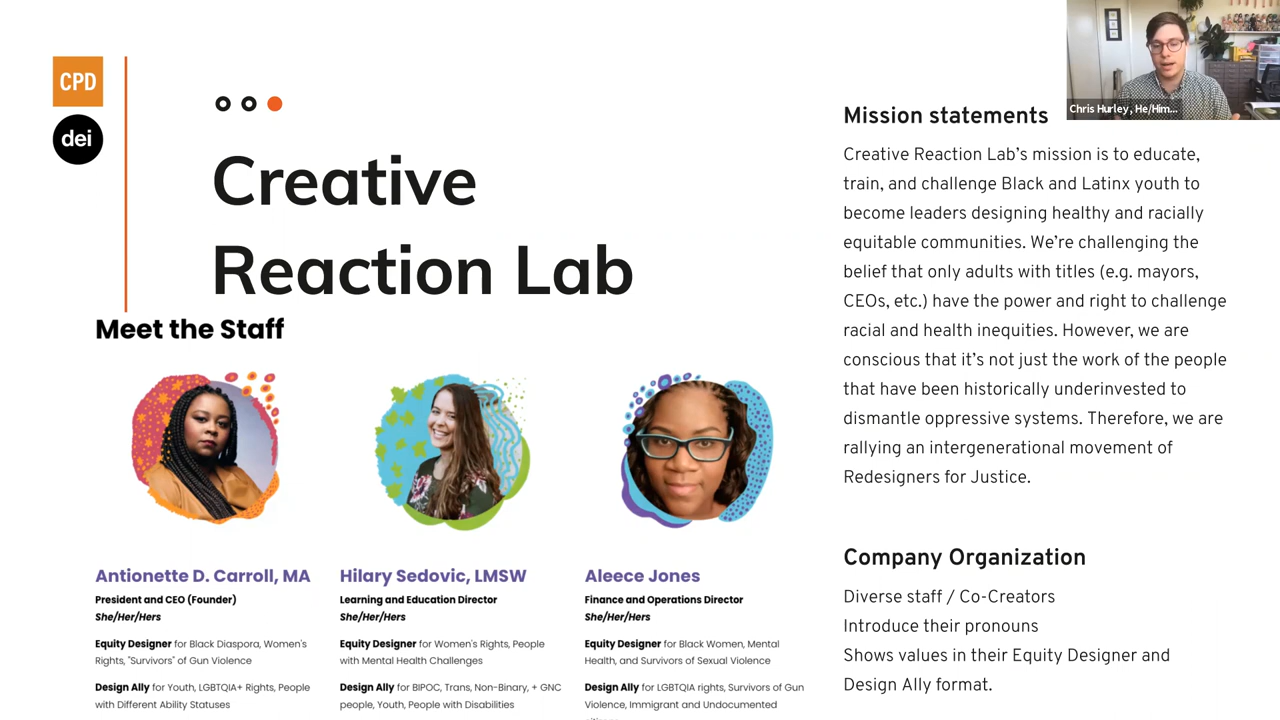 CPD
dei
Creative
Reaction Lab
Meet the Staff
Antionette D. Carroll, MA
President and CEO (Founder)
She/Her/Hers
Equity Designer for Black Diaspora, Women's
Rights, "Survivors" of Gun Violence
Design Ally for Youth, LGBTQIA+ Rights, People
with Different Ability Statuses
Hilary Sedovic, LMSW
Learning and Education Director
She/Her/Hers
Equity Designer for Women's Rights, People
with Mental Health Challenges
Design Ally for BIPOC, Trans, Non-Binary, + GNC
people, Youth, People with Disabilities
Aleece Jones
Finance and Operations Director
She/Her/Hers
Equity Designer for Black Women, Mental
Health, and Survivors of Sexual Violence
Design Ally for LGBTQIA rights, Survivors of Gun
Violence, Immigrant and Undocumented
Chris Hurley, He/Him...
Mission statements
Creative Reaction Lab’s mission is to educate,
train, and challenge Black and Latinx youth to
become leaders designing healthy and racially
equitable communities. We’re challenging the
belief that only adults with titles (e.g. mayors,
CEOs, etc.) have the power and right to challenge
racial and health inequities. However, we are
conscious that it’s not just the work of the people
that have been historically underinvested to
dismantle oppressive systems. Therefore, we are
rallying an intergenerational movement of
Redesigners for Justice.
Company Organization
Diverse staff / Co-Creators
Introduce their pronouns
Shows values in their Equity Designer and
Design Ally format.